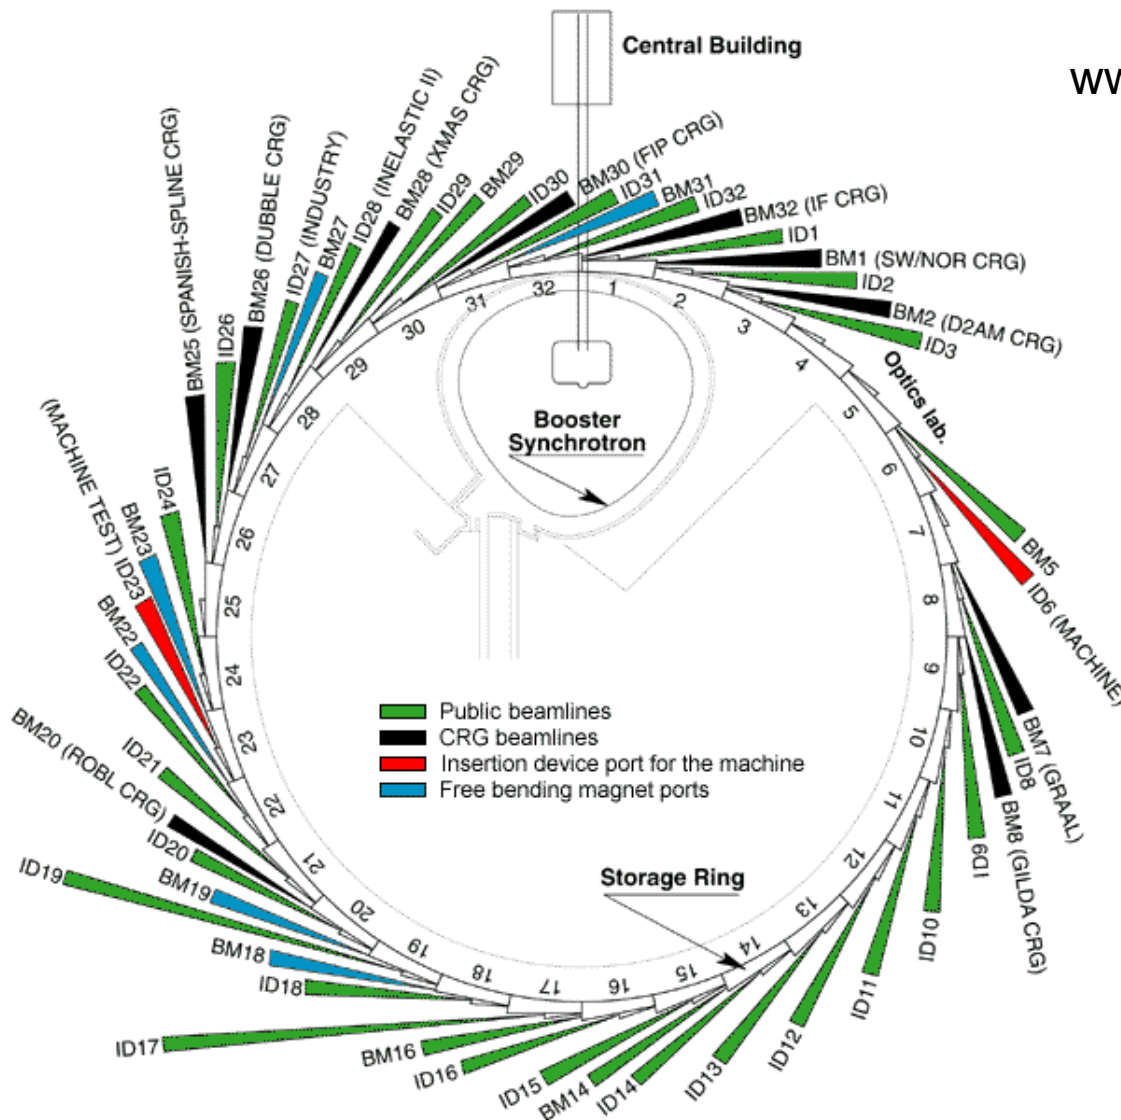 Central Building
ww
BM25 (SPANISH-SPLINE CRG)
ID26
BM26 (DUBBLE CRG)
ID27 (INDUSTRY)
BM27
ID28 (INELASTIC II)
BM28 (XMAS CRG)
ID29
BM29
ID30
BM30 (FIP CRG)
ID31
BM31
ID32
BM32 (IF CRG)
ID1
BM1 (SW/NOR CRG)
ID2
BM2 (D2AM CRG)
ID3
Optics lab.
BM5
ID6 (MACHINE)
BM7 (GRAAL)
ID8
BM8 (GILDA CRG)
ID9
ID10
ID11
ID12
ID13
ID14
BM14
ID15
ID16
BM16
ID17
ID18
BM18
BM19
ID19
ID20
BM20 (ROBL CRG)
ID21
ID22
BM22
(MACHINE TEST) ID23
BM23
ID24
1
2
3
4
5
6
7
8
9
10
11
12
13
14
15
16
17
18
19
20
21
22
23
24
25
26
27
28
29
30
31
32
Booster
Synchrotron
Public beamlines
CRG beamlines
Insertion device port for the machine
Free bending magnet ports
Storage Ring